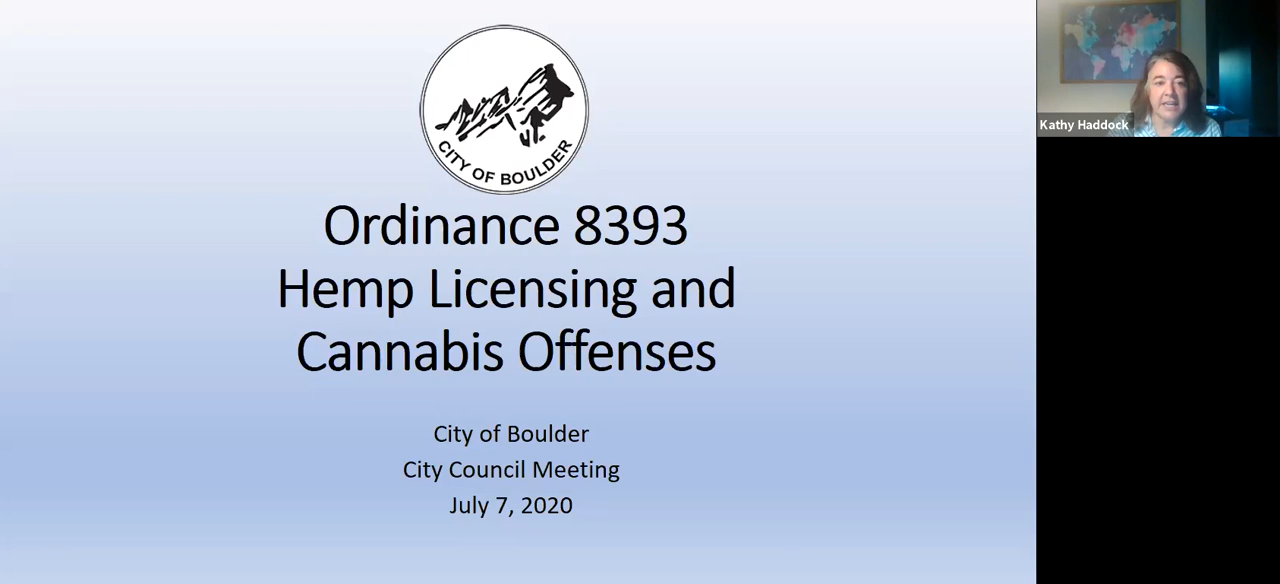 CITY OF BOULDER
Ordinance 8393
Hemp Licensing and
Cannabis Offenses
City of Boulder
City Council Meeting
July 7, 2020
Kathy Haddock